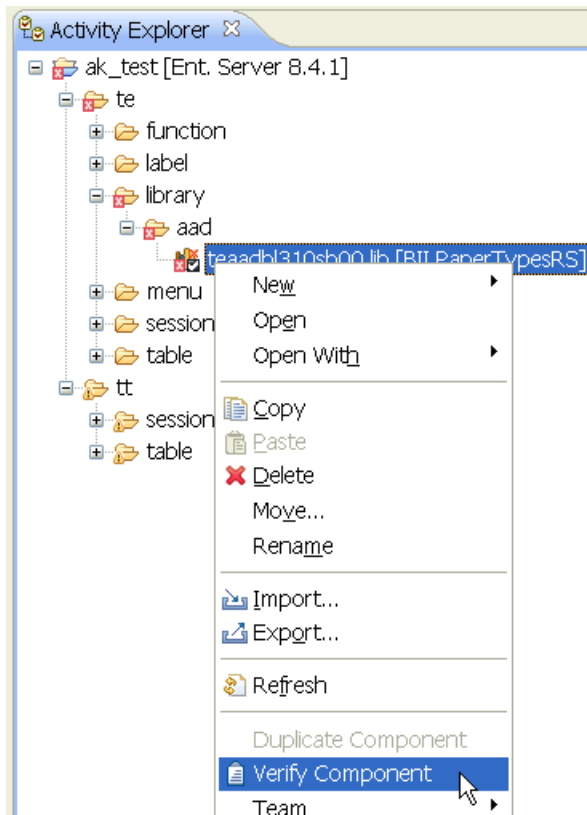 Activity Explorer
ak_test [Ent. Server 8.4.1]
te
function
label
library
aad
teaadbl310sb00.lib [BII PaperTypesRS]
menu
session
table
tt
session
table
New
Open
Open With
Copy
Paste
Delete
Move...
Rename
Import...
Export...
Refresh
Duplicate Component
Verify Component
Team